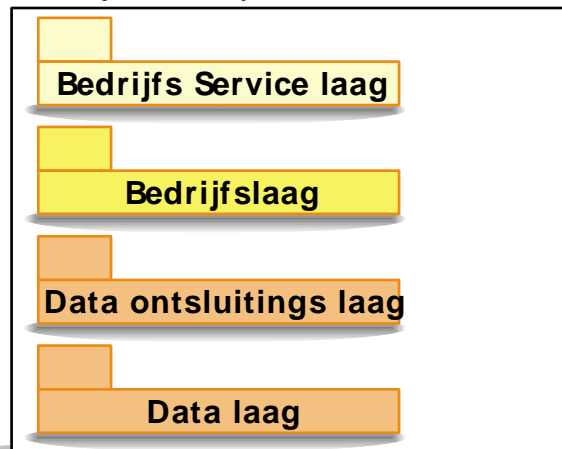 Bedrijfs Service laag
Bedrijfslaag
Data ontsluitings laag
Data laag